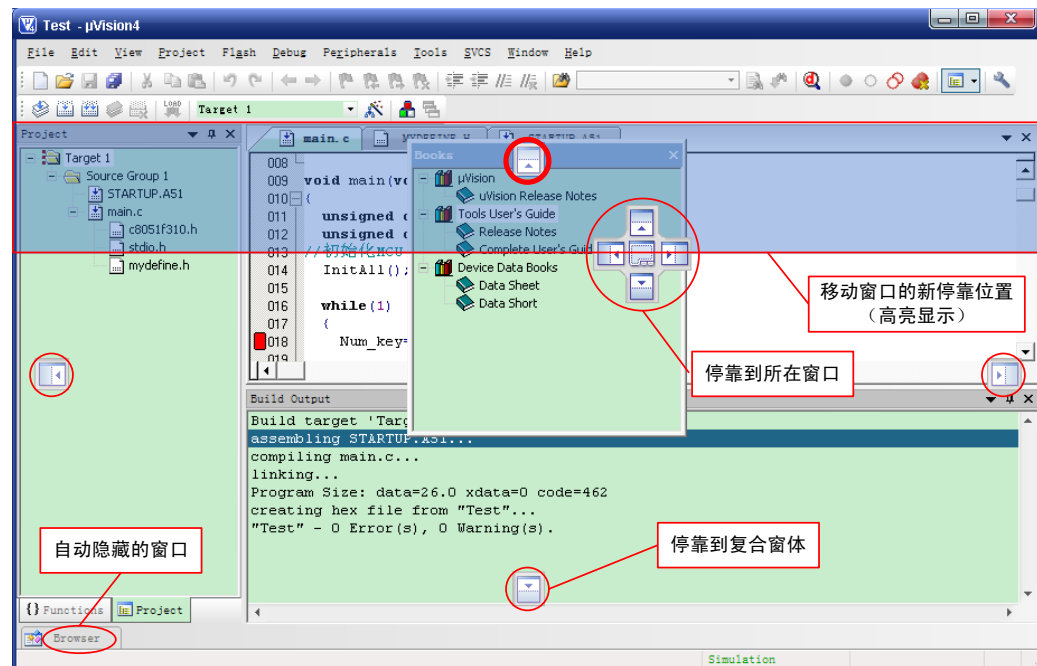 Test - µVision4
File Edit View Project Flash Debug Peripherals Tools SVCS Window Help
LOAD Target 1
Project
main.c
STARTUP.A51
Target 1
Source Group 1
STARTUP.A51
main.c
c8051f310.h
stdio.h
mydefine.h
008
009 void main(vo
010 {
011 unsigned c
012 unsigned c
013 //初始化MCU
014 InitAll();
015
016 while(1)
017 {
018 Num_key=
019
Books
µVision
uVision Release Notes
Tools User's Guide
Release Notes
Complete User's Guid
Device Data Books
Data Sheet
Data Short
移动窗口的新停靠位置
（高亮显示）
停靠到所在窗口
Build Output
Build target 'Targ
assembling STARTUP.A51...
compiling main.c...
linking...
Program Size: data=26.0 xdata=0 code=462
creating hex file from "Test"...
"Test" - 0 Error(s), 0 Warning(s).
自动隐藏的窗口
停靠到复合窗体
{} Functions Project
Browser
Simulation